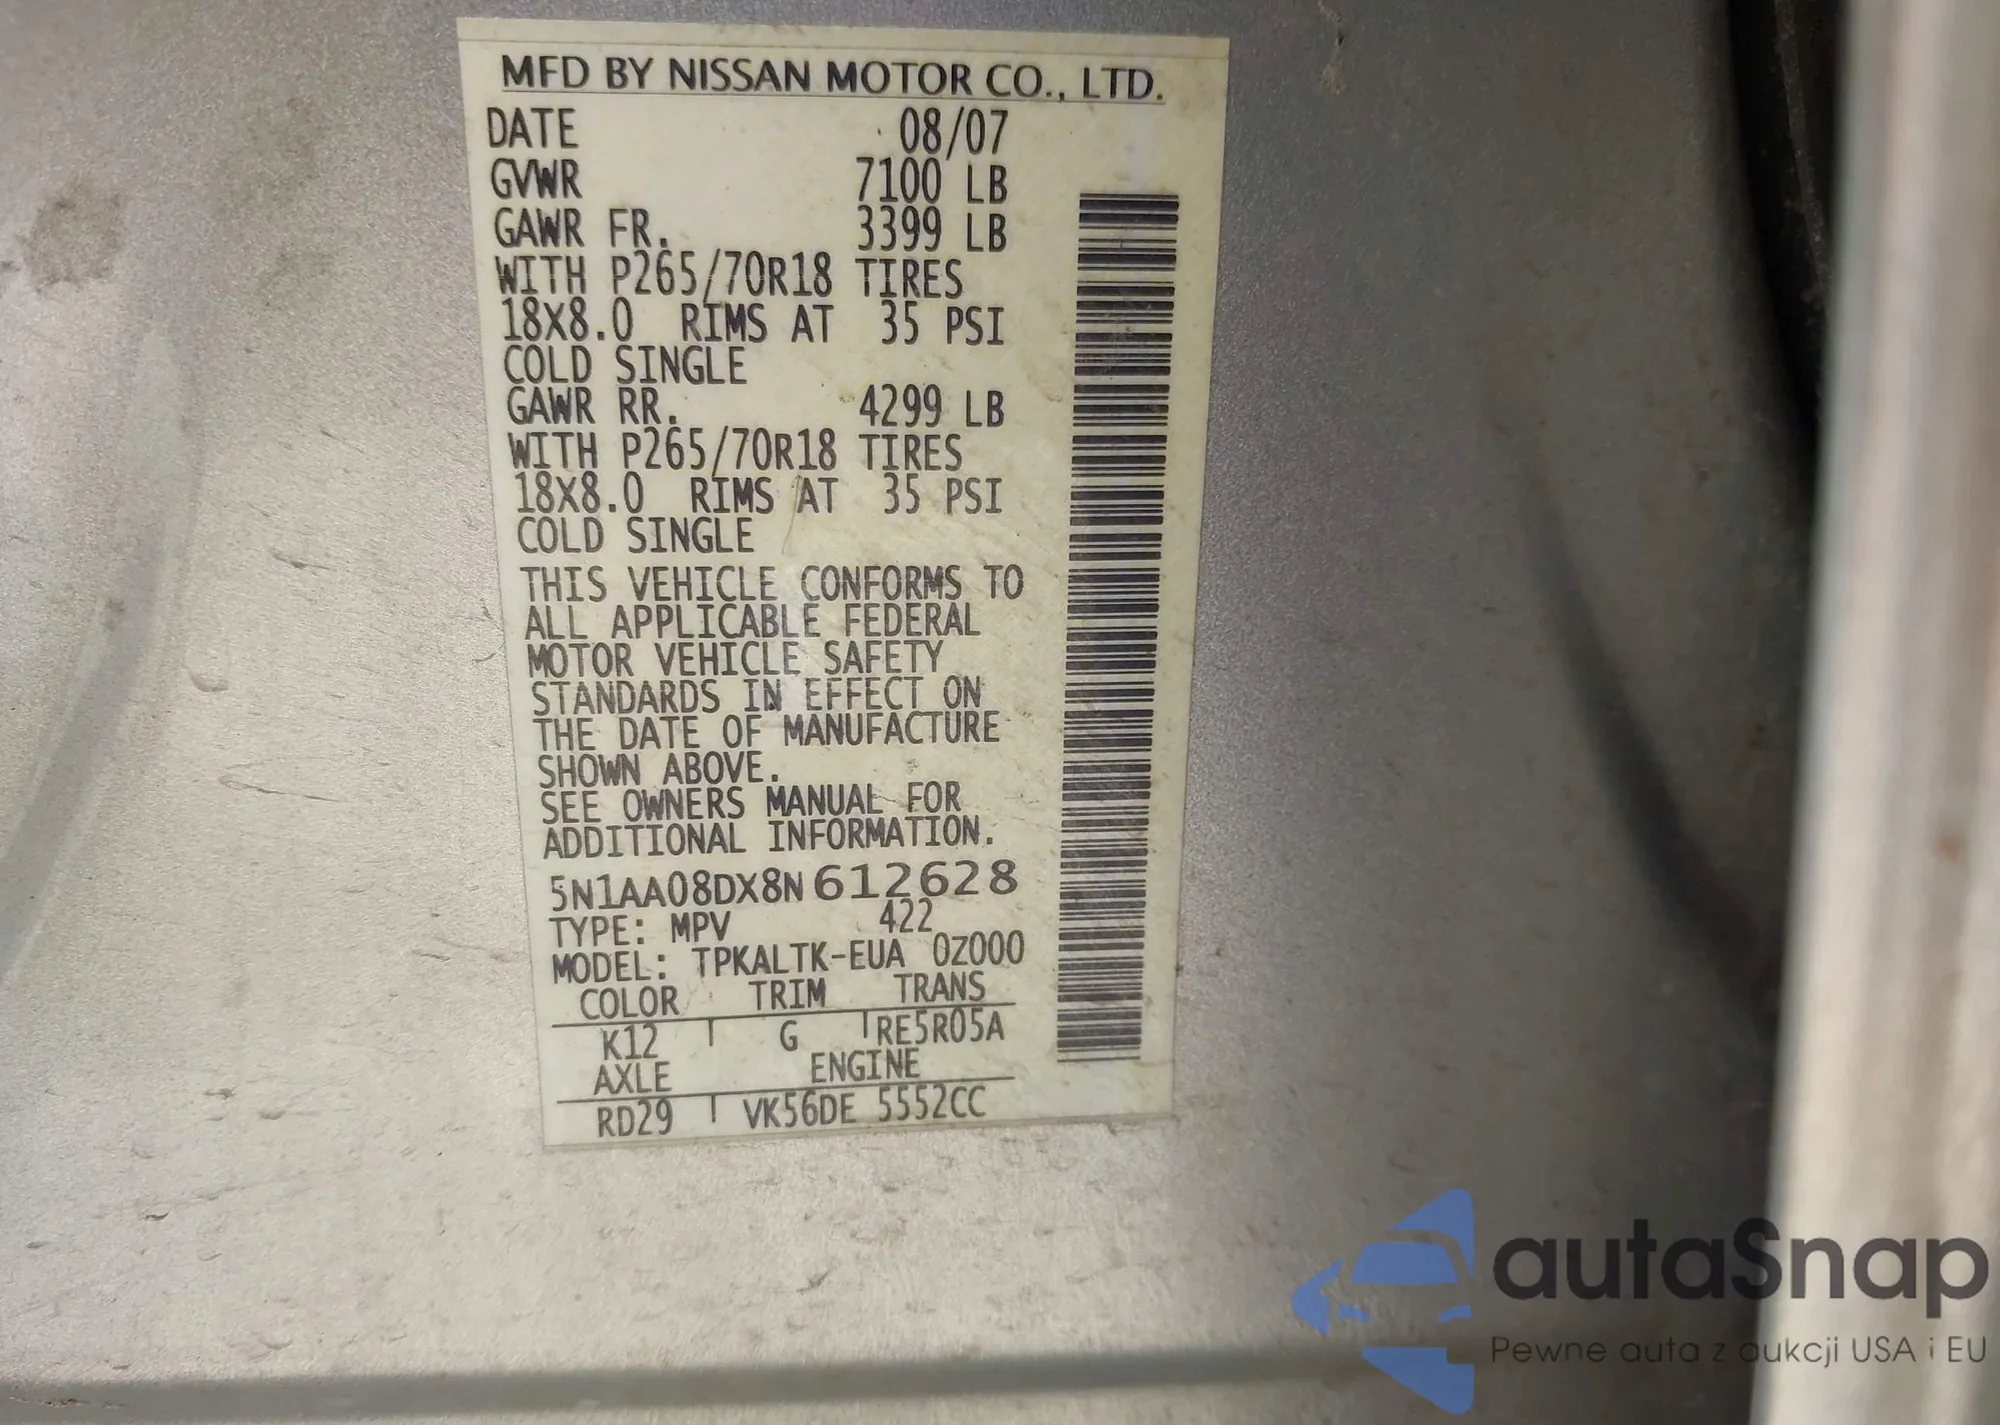 MFD BY NISSAN MOTOR CO., LTD.
DATE 08/07
GVWR 7100 LB
GAWR FR. 3399 LB
WITH P265/70R18 TIRES
18X8.0 RIMS AT 35 PSI
COLD SINGLE
GAWR RR. 4299 LB
WITH P265/70R18 TIRES
18X8.0 RIMS AT 35 PSI
COLD SINGLE
THIS VEHICLE CONFORMS TO
ALL APPLICABLE FEDERAL
MOTOR VEHICLE SAFETY
STANDARDS IN EFFECT ON
THE DATE OF MANUFACTURE
SHOWN ABOVE.
SEE OWNERS MANUAL FOR
ADDITIONAL INFORMATION.
5N1AA08DX8N612628
TYPE: MPV 422
MODEL: TPKALTK-EUA 0Z000
COLOR TRIM TRANS
K12 G RE5R05A
AXLE ENGINE
RD29 VK56DE 5552CC
autaSnap
Pewne auta z aukcji USA i EU